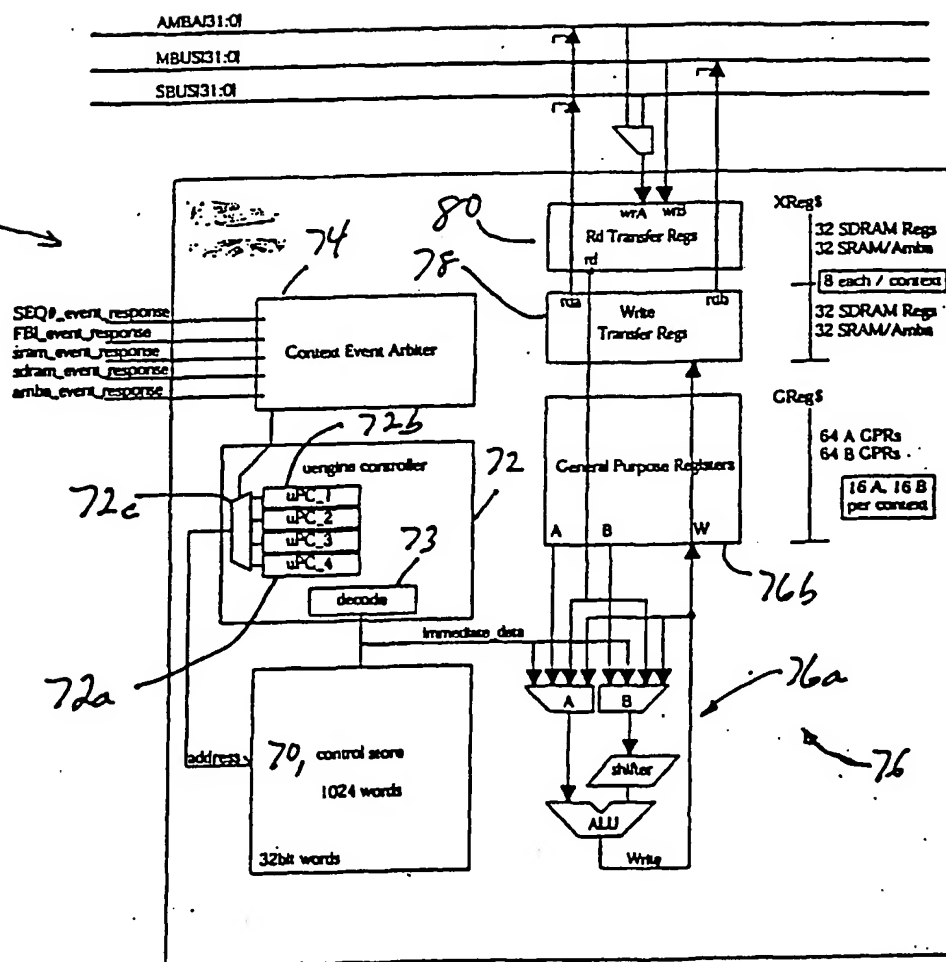 AMBA[31:0]
MBUS[31:0]
SBUS[31:0]
wrA wrB
80
Rd Transfer Regs
rd
XRegs
32 SDRAM Regs
32 SRAM/Amba
8 each / context
32 SDRAM Regs
32 SRAM/Amba
74
78
rda
rdb
Write
Transfer Regs
SEQ#_event_response
FBI_event_response
sram_event_response
sdram_event_response
amba_event_response
Context Event Arbiter
72b
GRegs
64 A GPRs
64 B GPRs
16 A, 16 B
per context
General Purpose Registers
A B W
76b
uengine controller
72
72c
uPC_1
uPC_2
uPC_3
uPC_4
73
decode
72a
immediate_data
A
B
76a
76
shifter
ALU
Write
address
70, control store
1024 words
32bit words